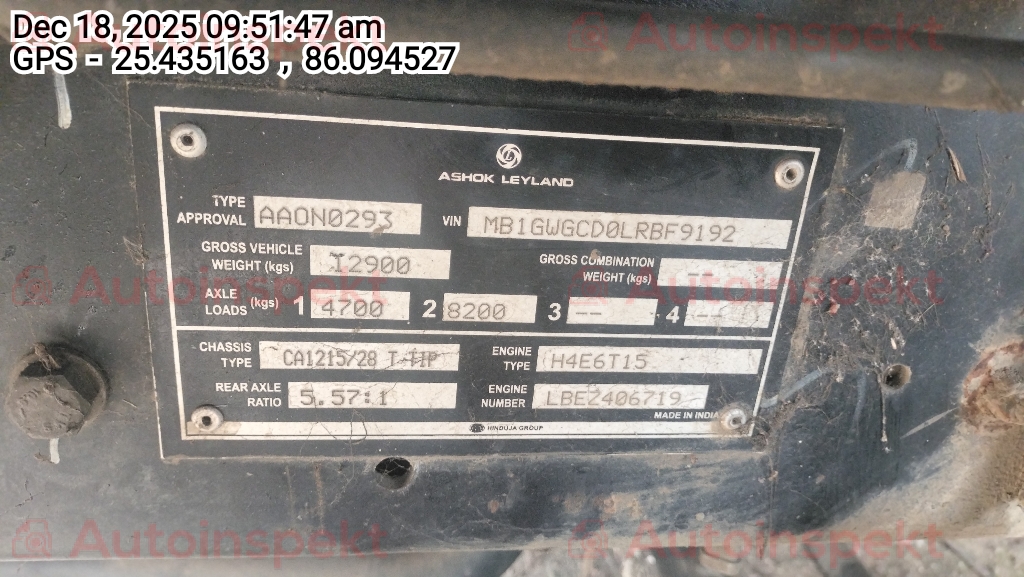 Dec 18, 2025 09:51:47 am
GPS - 25.435163 , 86.094527
Autoinspekt Autoinspekt
ASHOK LEYLAND
TYPE APPROVAL AAON0293 VIN MB1GWGCD0LRBF9192
GROSS VEHICLE WEIGHT (kgs) 12900 GROSS COMBINATION WEIGHT (kgs) --
Autoinspekt Autoinspekt
AXLE LOADS (kgs) 1 4700 2 8200 3 -- 4 --
CHASSIS TYPE CA1215/28 T TIP ENGINE TYPE H4E6T15
REAR AXLE RATIO 5.57:1 ENGINE NUMBER LBEZ406719
MADE IN INDIA
HINDUJA GROUP
Autoinspekt Autoinspekt